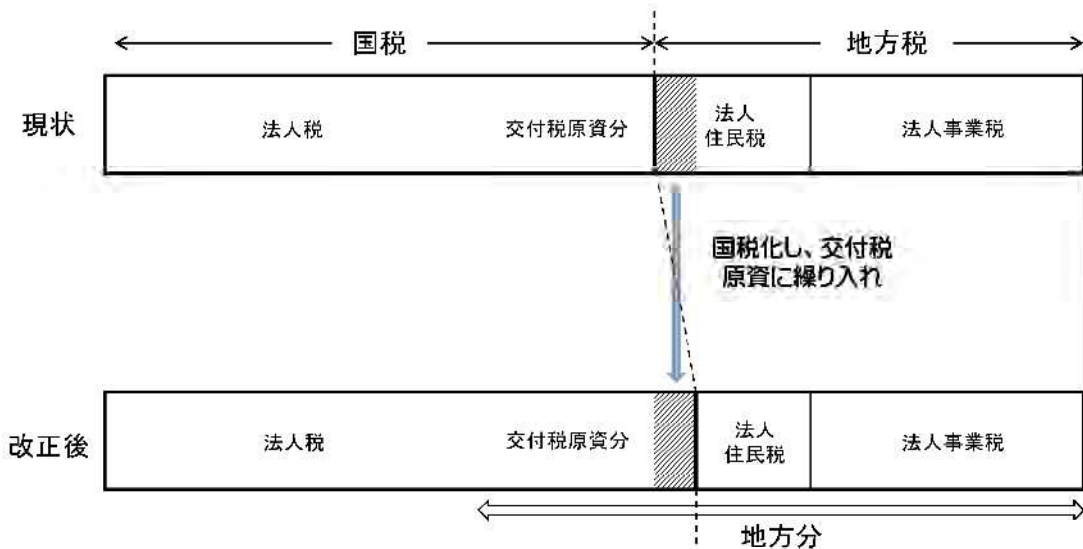 国税
地方税
現状
法人税
交付税原資分
法人
住民税
法人事業税
国税化し、交付税
原資に繰り入れ
改正後
法人税
交付税原資分
法人
住民税
法人事業税
地方分